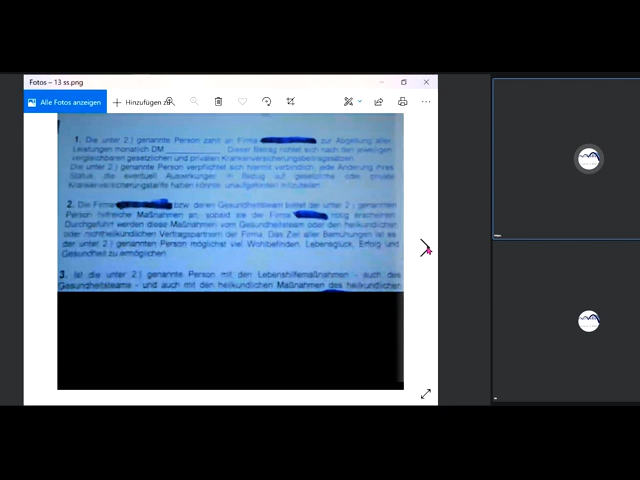 Fotos – 13 ss.png
Alle Fotos anzeigen
Hinzufügen zu
1. Die unter 2.) genannte Person zahlt an Firma zur Abgeltung aller
Leistungen monatlich DM Dieser Betrag richtet sich nach den jeweiligen
vergleichbaren gesetzlichen und privaten Krankenversicherungsbeitragssätzen.
Die unter 2.) genannte Person verpflichtet sich hiermit verbindlich, jede Änderung ihres
Status, die eventuell Auswirkungen in Bezug auf gesetzliche oder private
Krankenversicherungstarife haben könnte, unaufgefordert mitzuteilen.
2. Die Firma bzw. deren Gesundheitsteam bietet der unter 2.) genannten
Person hilfreiche Maßnahmen an, sobald sie der Firma nötig erscheinen.
Durchgeführt werden diese Maßnahmen vom Gesundheitsteam oder den heilkundlichen
oder nichtheilkundlichen Vertragspartnern der Firma. Das Ziel aller Bemühungen ist es
der unter 2.) genannten Person möglichst viel Wohlbefinden, Lebensglück, Erfolg und
Gesundheit zu ermöglichen.
3. Ist die unter 2.) genannte Person mit den Lebenshilfemaßnahmen - auch des
Gesundheitsteams - und auch mit den heilkundlichen Maßnahmen des heilkundlichen